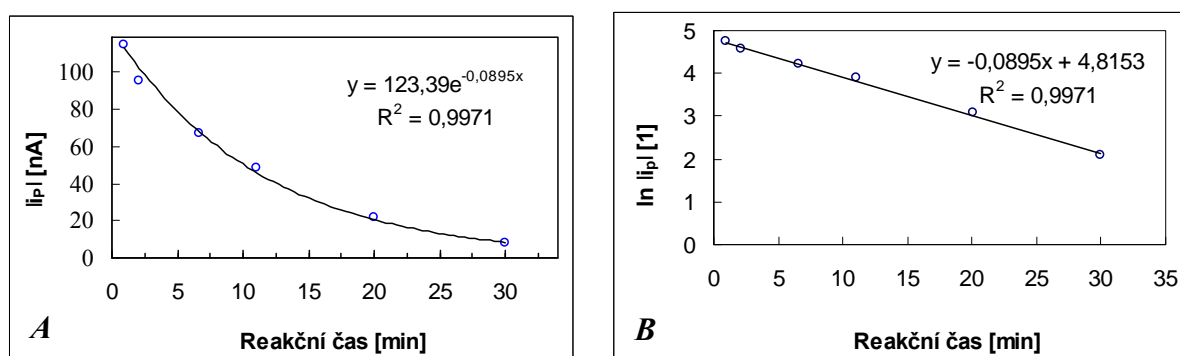 100
80
60
40
20
0
|iₚ| [nA]
y = 123,39e^-0,0895x
R² = 0,9971
0 5 10 15 20 25 30
Reakční čas [min]
A
5
4
3
2
1
0
ln |iₚ| [1]
y = -0,0895x + 4,8153
R² = 0,9971
0 5 10 15 20 25 30 35
Reakční čas [min]
B